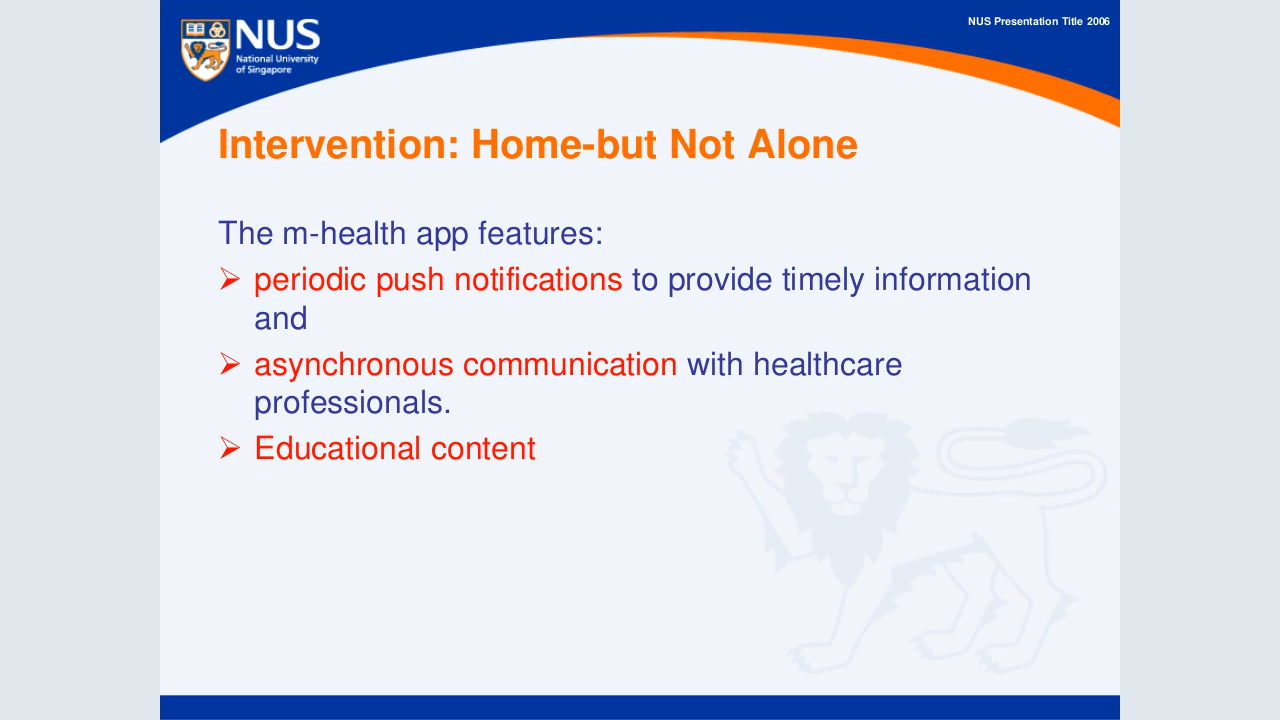 NUS Presentation Title 2006
NUS
National University
of Singapore
Intervention: Home-but Not Alone
The m-health app features:
periodic push notifications to provide timely information
and
asynchronous communication with healthcare
professionals.
Educational content